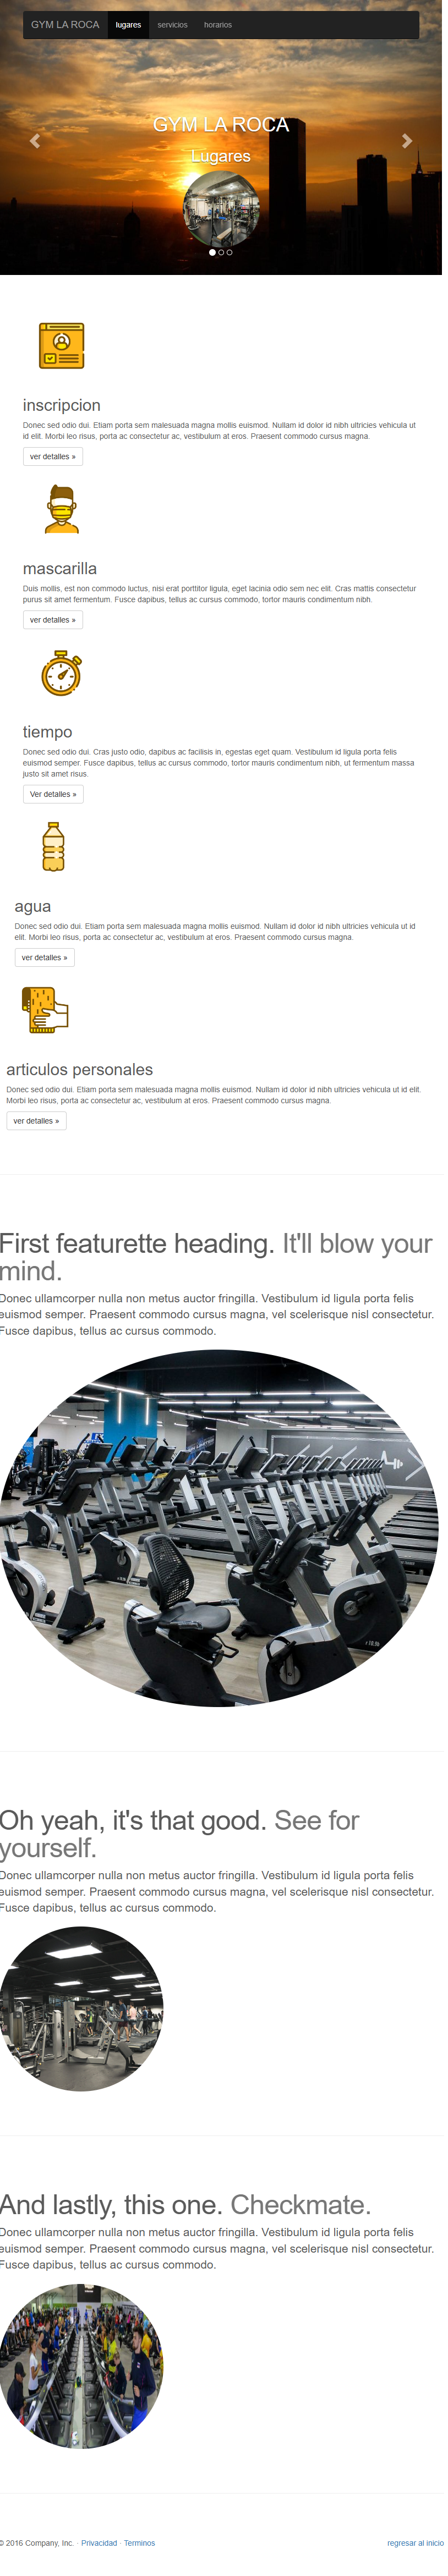 GYM LA ROCA lugares servicios horarios
GYM LA ROCA
Lugares
inscripcion
Donec sed odio dui. Etiam porta sem malesuada magna mollis euismod. Nullam id dolor id nibh ultricies vehicula ut
id elit. Morbi leo risus, porta ac consectetur ac, vestibulum at eros. Praesent commodo cursus magna.
ver detalles »
mascarilla
Duis mollis, est non commodo luctus, nisi erat porttitor ligula, eget lacinia odio sem nec elit. Cras mattis consectetur
purus sit amet fermentum. Fusce dapibus, tellus ac cursus commodo, tortor mauris condimentum nibh.
ver detalles »
tiempo
Donec sed odio dui. Cras justo odio, dapibus ac facilisis in, egestas eget quam. Vestibulum id ligula porta felis
euismod semper. Fusce dapibus, tellus ac cursus commodo, tortor mauris condimentum nibh, ut fermentum massa
justo sit amet risus.
Ver detalles »
agua
Donec sed odio dui. Etiam porta sem malesuada magna mollis euismod. Nullam id dolor id nibh ultricies vehicula ut id
elit. Morbi leo risus, porta ac consectetur ac, vestibulum at eros. Praesent commodo cursus magna.
ver detalles »
articulos personales
Donec sed odio dui. Etiam porta sem malesuada magna mollis euismod. Nullam id dolor id nibh ultricies vehicula ut id elit.
Morbi leo risus, porta ac consectetur ac, vestibulum at eros. Praesent commodo cursus magna.
ver detalles »
First featurette heading. It'll blow your
mind.
Donec ullamcorper nulla non metus auctor fringilla. Vestibulum id ligula porta felis
euismod semper. Praesent commodo cursus magna, vel scelerisque nisl consectetur.
Fusce dapibus, tellus ac cursus commodo.
Oh yeah, it's that good. See for
yourself.
Donec ullamcorper nulla non metus auctor fringilla. Vestibulum id ligula porta felis
euismod semper. Praesent commodo cursus magna, vel scelerisque nisl consectetur.
Fusce dapibus, tellus ac cursus commodo.
And lastly, this one. Checkmate.
Donec ullamcorper nulla non metus auctor fringilla. Vestibulum id ligula porta felis
euismod semper. Praesent commodo cursus magna, vel scelerisque nisl consectetur.
Fusce dapibus, tellus ac cursus commodo.
© 2016 Company, Inc. · Privacidad · Terminos regresar al inicio